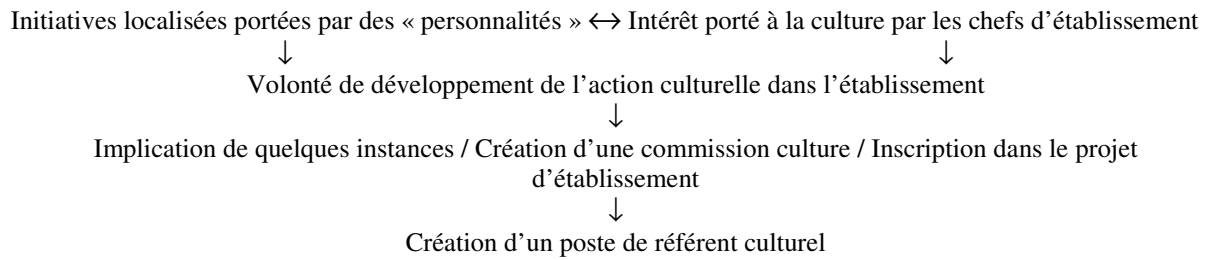 Initiatives localisées portées par des « personnalités » ↔ Intérêt porté à la culture par les chefs d’établissement
↓ ↓
Volonté de développement de l’action culturelle dans l’établissement
↓
Implication de quelques instances / Création d’une commission culture / Inscription dans le projet
d’établissement
↓
Création d’un poste de référent culturel